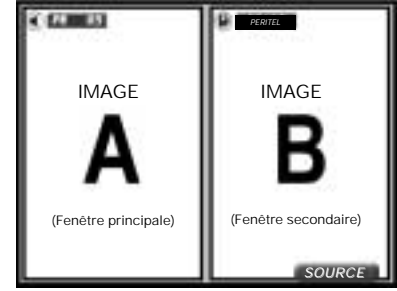 PERITEL
IMAGE
A
(Fenêtre principale)
IMAGE
B
(Fenêtre secondaire)
SOURCE